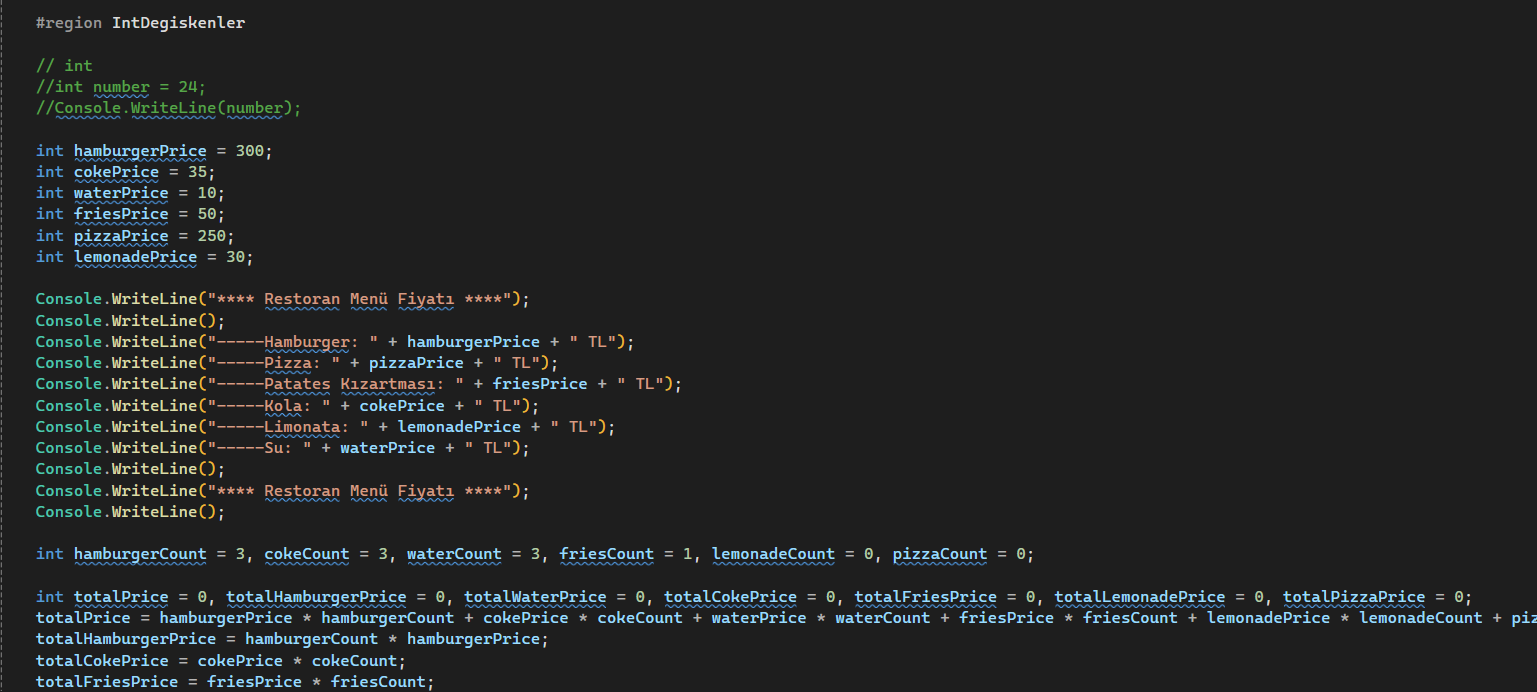 #region IntDegiskenler
// int
//int number = 24;
//Console.WriteLine(number);
int hamburgerPrice = 300;
int cokePrice = 35;
int waterPrice = 10;
int friesPrice = 50;
int pizzaPrice = 250;
int lemonadePrice = 30;
Console.WriteLine("**** Restoran Menü Fiyatı ****");
Console.WriteLine();
Console.WriteLine("-----Hamburger: " + hamburgerPrice + " TL");
Console.WriteLine("-----Pizza: " + pizzaPrice + " TL");
Console.WriteLine("-----Patates Kızartması: " + friesPrice + " TL");
Console.WriteLine("-----Kola: " + cokePrice + " TL");
Console.WriteLine("-----Limonata: " + lemonadePrice + " TL");
Console.WriteLine("-----Su: " + waterPrice + " TL");
Console.WriteLine();
Console.WriteLine("**** Restoran Menü Fiyatı ****");
Console.WriteLine();
int hamburgerCount = 3, cokeCount = 3, waterCount = 3, friesCount = 1, lemonadeCount = 0, pizzaCount = 0;
int totalPrice = 0, totalHamburgerPrice = 0, totalWaterPrice = 0, totalCokePrice = 0, totalFriesPrice = 0, totalLemonadePrice = 0, totalPizzaPrice = 0;
totalPrice = hamburgerPrice * hamburgerCount + cokePrice * cokeCount + waterPrice * waterCount + friesPrice * friesCount + lemonadePrice * lemonadeCount +
totalHamburgerPrice = hamburgerCount * hamburgerPrice;
totalCokePrice = cokePrice * cokeCount;
totalFriesPrice = friesPrice * friesCount;